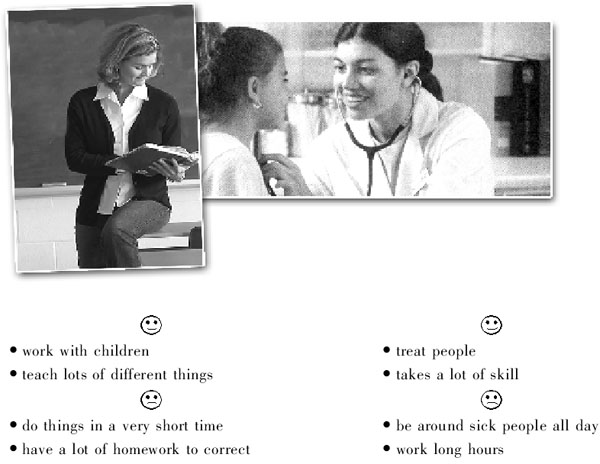 • work with children
• teach lots of different things
• do things in a very short time
• have a lot of homework to correct
• treat people
• takes a lot of skill
• be around sick people all day
• work long hours